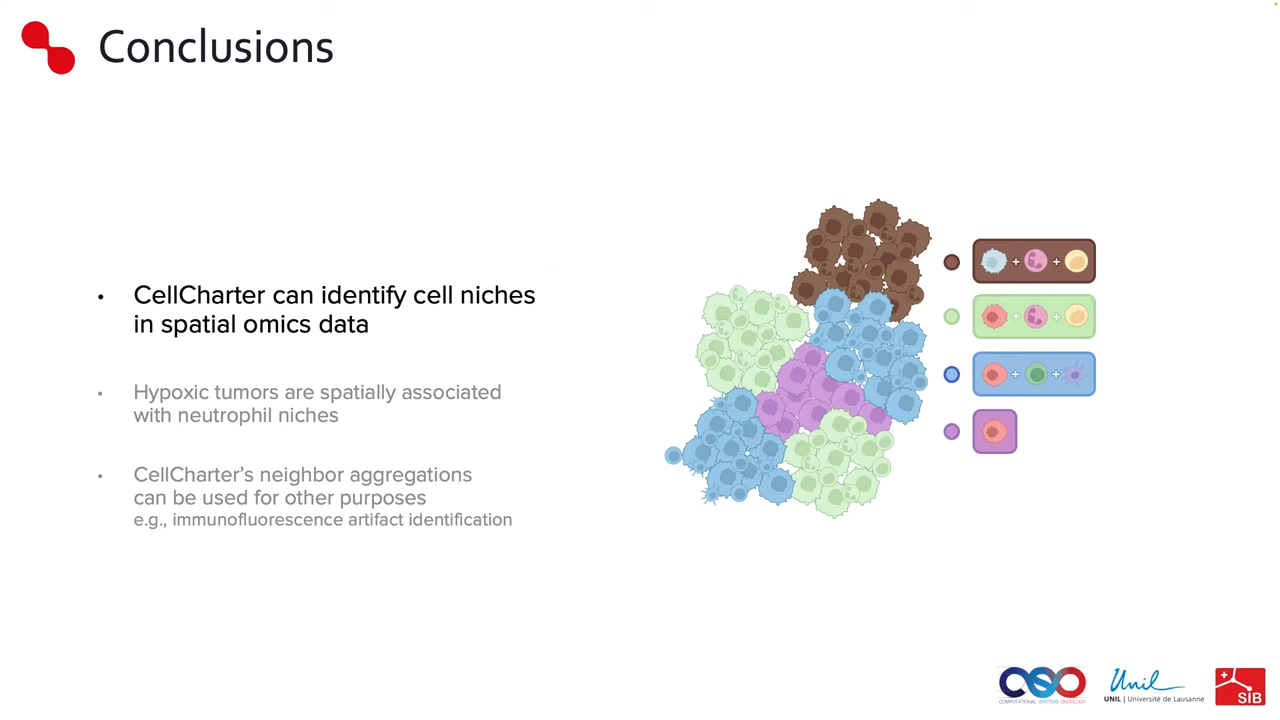 Conclusions
• CellCharter can identify cell niches
in spatial omics data
• Hypoxic tumors are spatially associated
with neutrophil niches
• CellCharter’s neighbor aggregations
can be used for other purposes
e.g., immunofluorescence artifact identification
+ +
+ +
+ +
CSO
COMPUTATIONAL SYSTEMS ONCOLOGY
Unil
UNIL | Université de Lausanne
SIB